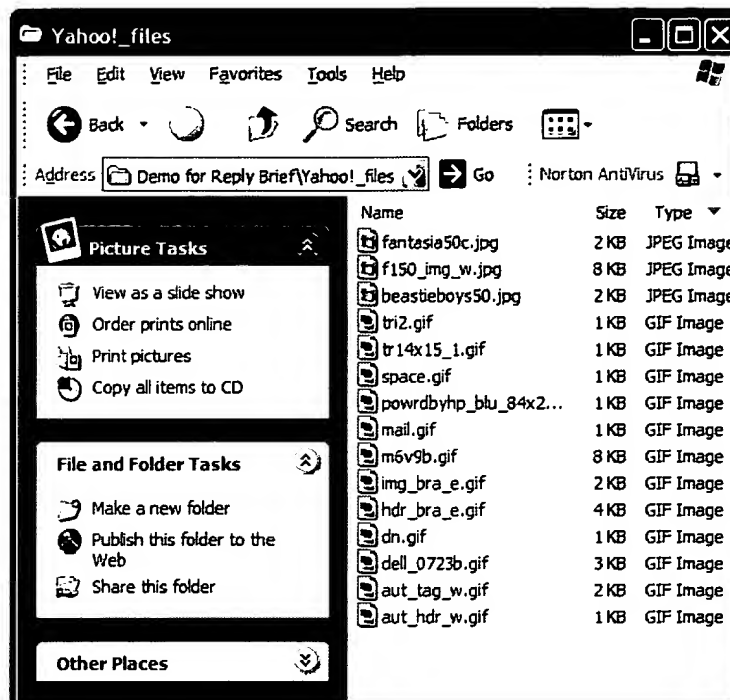 Yahoo!_files
File Edit View Favorites Tools Help
Back Search Folders
Address Demo for Reply Brief\Yahoo!_files Go Norton AntiVirus
Picture Tasks
View as a slide show
Order prints online
Print pictures
Copy all items to CD
File and Folder Tasks
Make a new folder
Publish this folder to the
Web
Share this folder
Other Places
Name Size Type
fantasia50c.jpg 2 KB JPEG Image
f150_img_w.jpg 8 KB JPEG Image
beastieboys50.jpg 2 KB JPEG Image
tri2.gif 1 KB GIF Image
tr14x15_1.gif 1 KB GIF Image
space.gif 1 KB GIF Image
powrdbyhp_blu_84x2... 1 KB GIF Image
mail.gif 1 KB GIF Image
m6v9b.gif 8 KB GIF Image
img_bra_e.gif 2 KB GIF Image
hdr_bra_e.gif 4 KB GIF Image
dn.gif 1 KB GIF Image
dell_0723b.gif 3 KB GIF Image
aut_tag_w.gif 2 KB GIF Image
aut_hdr_w.gif 1 KB GIF Image